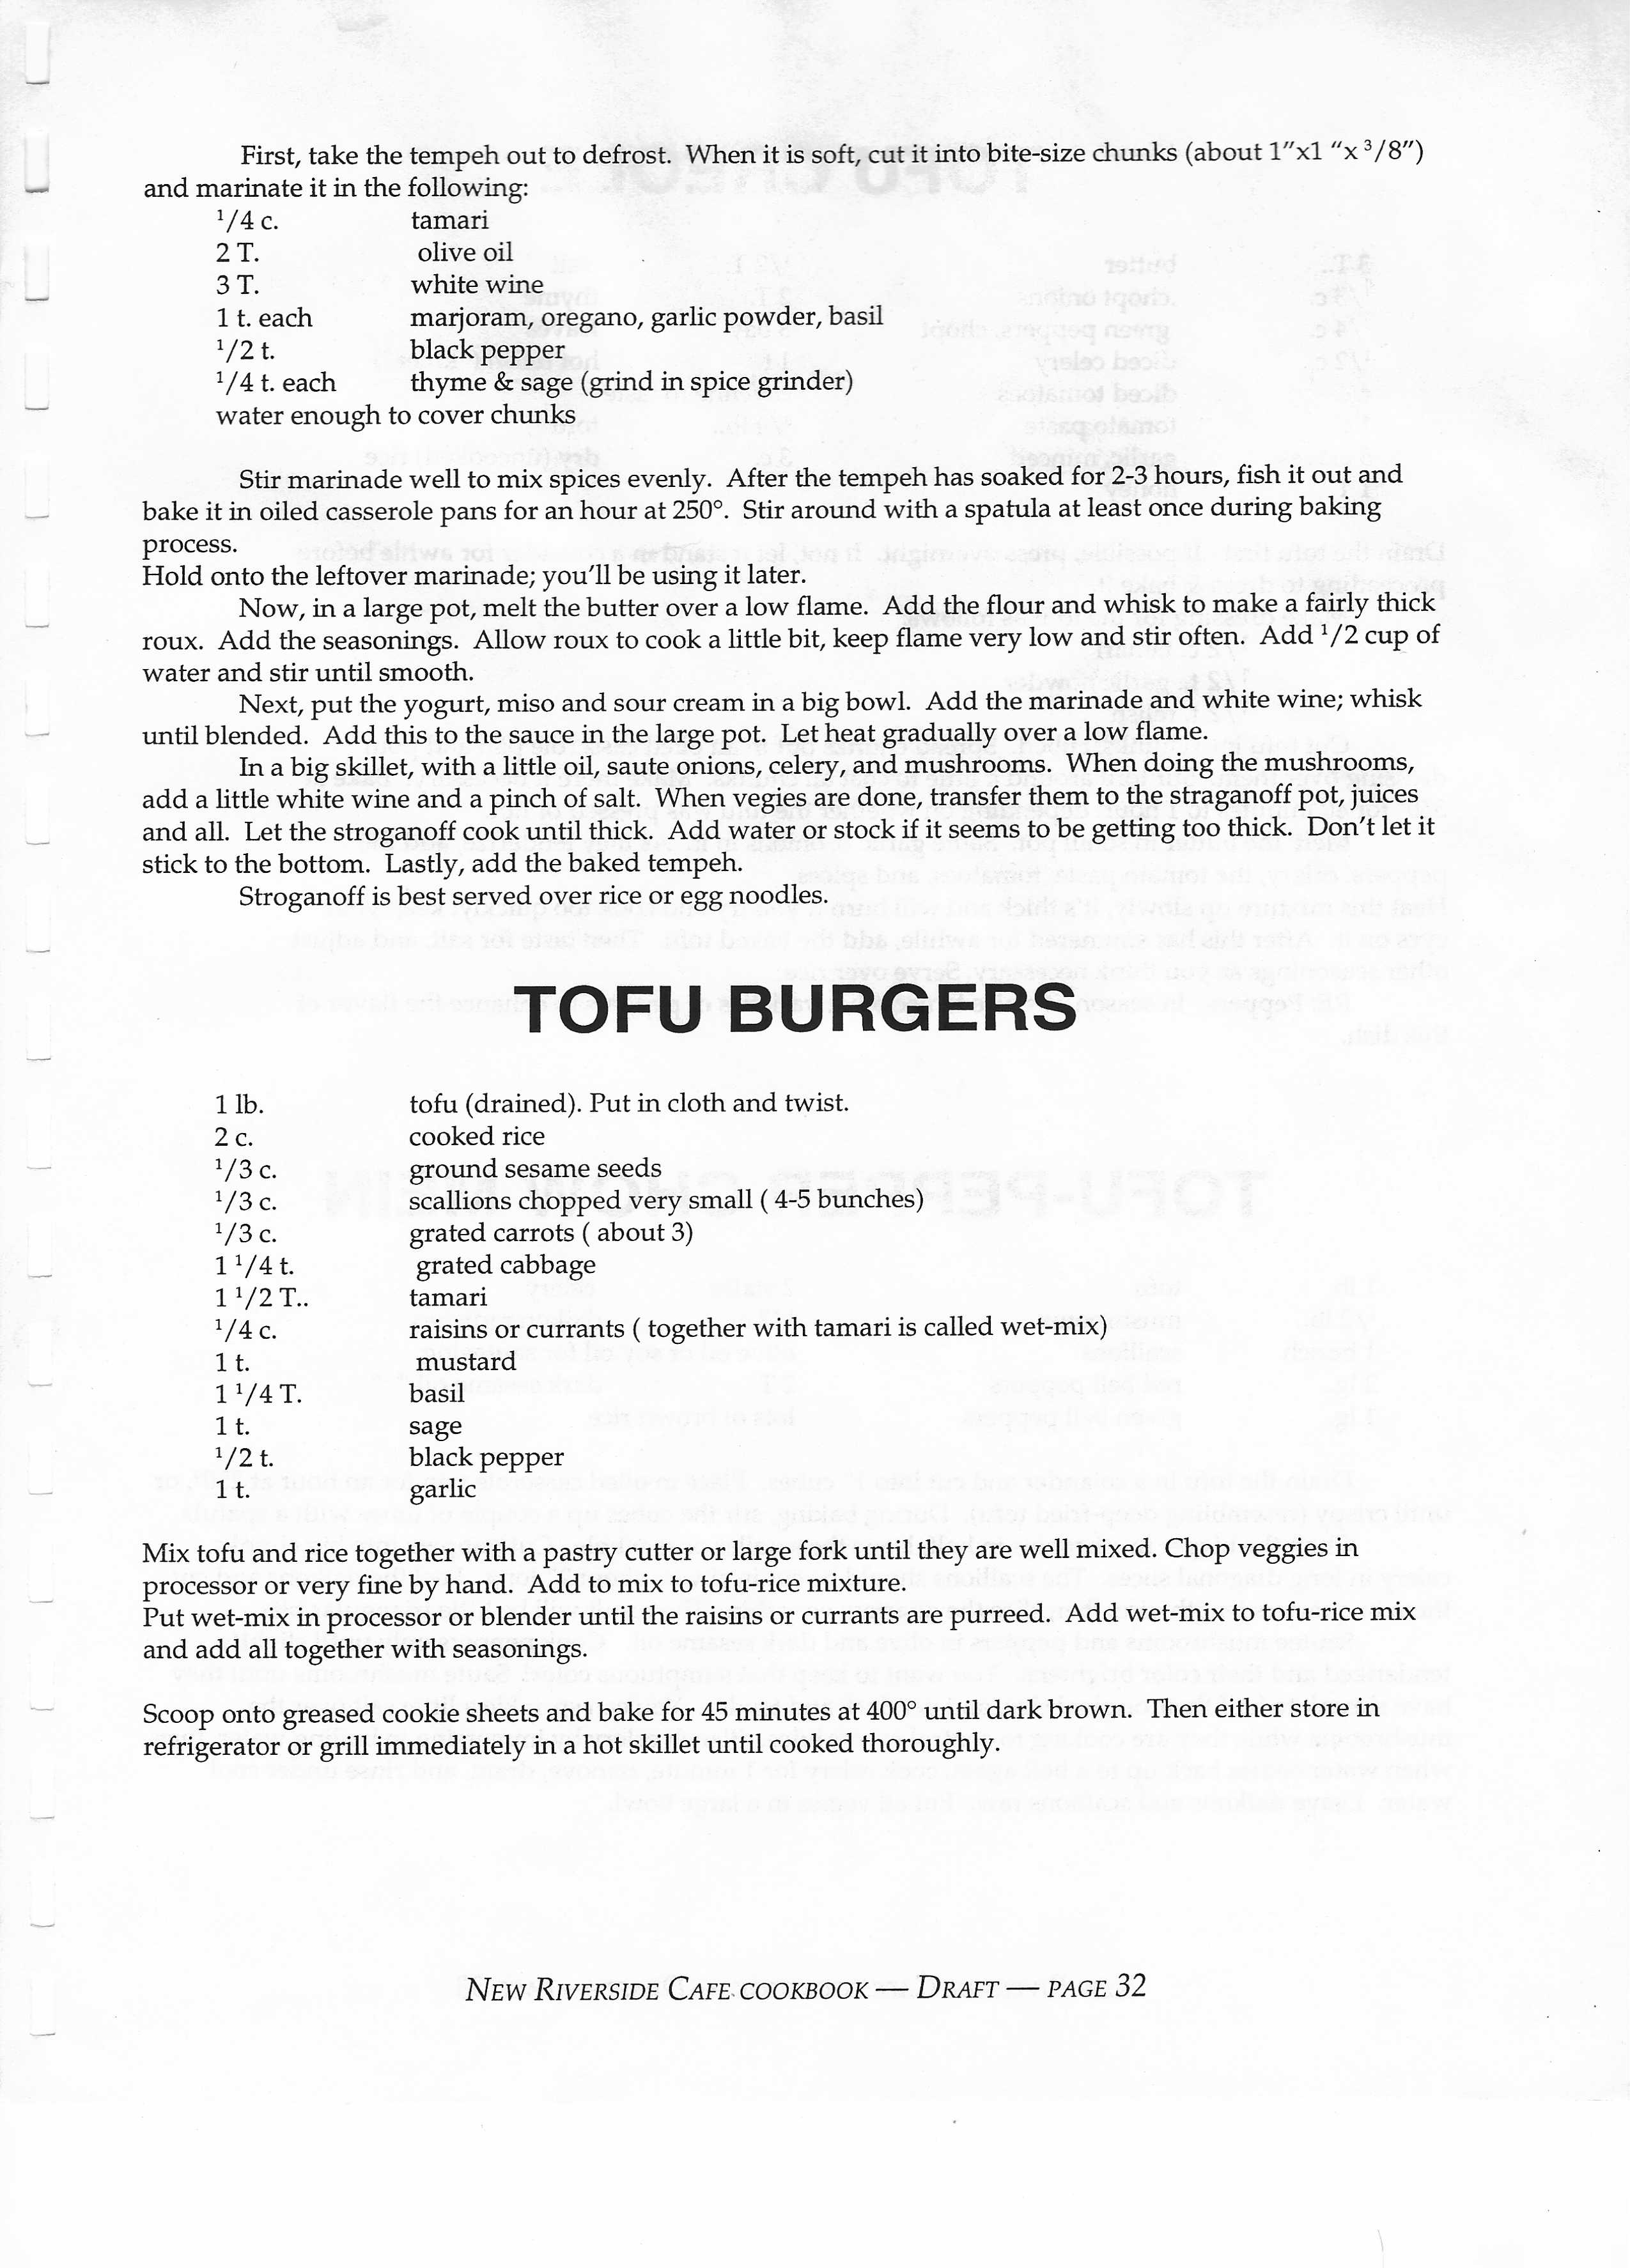 First, take the tempeh out to defrost. When it is soft, cut it into bite-size chunks (about 1"x1 "x 3/8")
and marinate it in the following:
1/4 c. tamari
2 T. olive oil
3 T. white wine
1 t. each marjoram, oregano, garlic powder, basil
1/2 t. black pepper
1/4 t. each thyme & sage (grind in spice grinder)
water enough to cover chunks
Stir marinade well to mix spices evenly. After the tempeh has soaked for 2-3 hours, fish it out and
bake it in oiled casserole pans for an hour at 250°. Stir around with a spatula at least once during baking
process.
Hold onto the leftover marinade; you'll be using it later.
Now, in a large pot, melt the butter over a low flame. Add the flour and whisk to make a fairly thick
roux. Add the seasonings. Allow roux to cook a little bit, keep flame very low and stir often. Add 1/2 cup of
water and stir until smooth.
Next, put the yogurt, miso and sour cream in a big bowl. Add the marinade and white wine; whisk
until blended. Add this to the sauce in the large pot. Let heat gradually over a low flame.
In a big skillet, with a little oil, saute onions, celery, and mushrooms. When doing the mushrooms,
add a little white wine and a pinch of salt. When vegies are done, transfer them to the straganoff pot, juices
and all. Let the stroganoff cook until thick. Add water or stock if it seems to be getting too thick. Don't let it
stick to the bottom. Lastly, add the baked tempeh.
Stroganoff is best served over rice or egg noodles.
TOFU BURGERS
1 lb. tofu (drained). Put in cloth and twist.
2 c. cooked rice
1/3 c. ground sesame seeds
1/3 c. scallions chopped very small ( 4-5 bunches)
1/3 c. grated carrots ( about 3)
1 1/4 t. grated cabbage
1 1/2 T.. tamari
1/4 c. raisins or currants ( together with tamari is called wet-mix)
1 t. mustard
1 1/4 T. basil
1 t. sage
1/2 t. black pepper
1 t. garlic
Mix tofu and rice together with a pastry cutter or large fork until they are well mixed. Chop veggies in
processor or very fine by hand. Add to mix to tofu-rice mixture.
Put wet-mix in processor or blender until the raisins or currants are purreed. Add wet-mix to tofu-rice mix
and add all together with seasonings.
Scoop onto greased cookie sheets and bake for 45 minutes at 400° until dark brown. Then either store in
refrigerator or grill immediately in a hot skillet until cooked thoroughly.
NEW RIVERSIDE CAFE COOKBOOK — DRAFT — PAGE 32